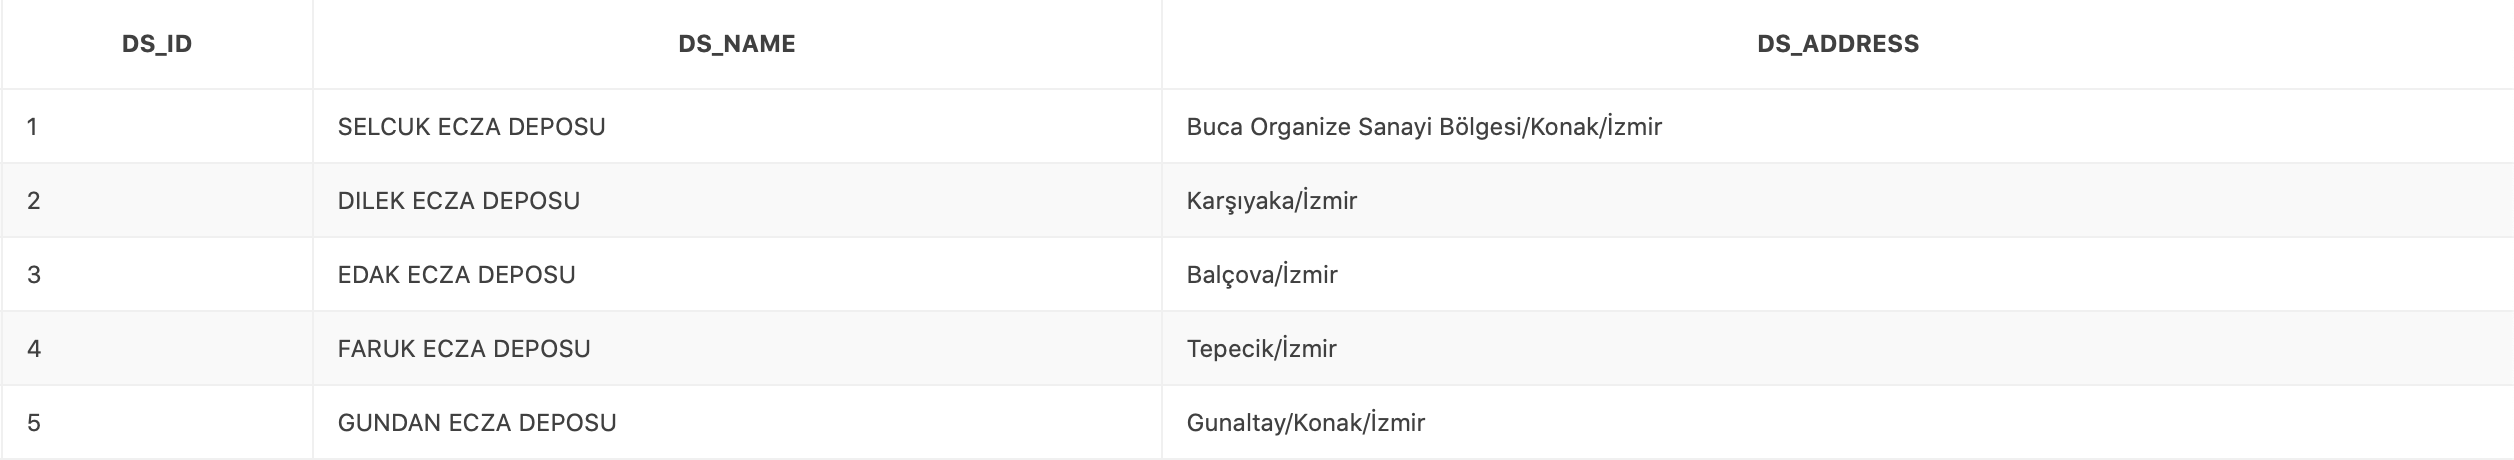 DS_ID DS_NAME DS_ADDRESS
1 SELCUK ECZA DEPOSU Buca Organize Sanayi Bölgesi/Konak/İzmir
2 DILEK ECZA DEPOSU Karşıyaka/İzmir
3 EDAK ECZA DEPOSU Balçova/İzmir
4 FARUK ECZA DEPOSU Tepecik/İzmir
5 GUNDAN ECZA DEPOSU Gunaltay/Konak/İzmir